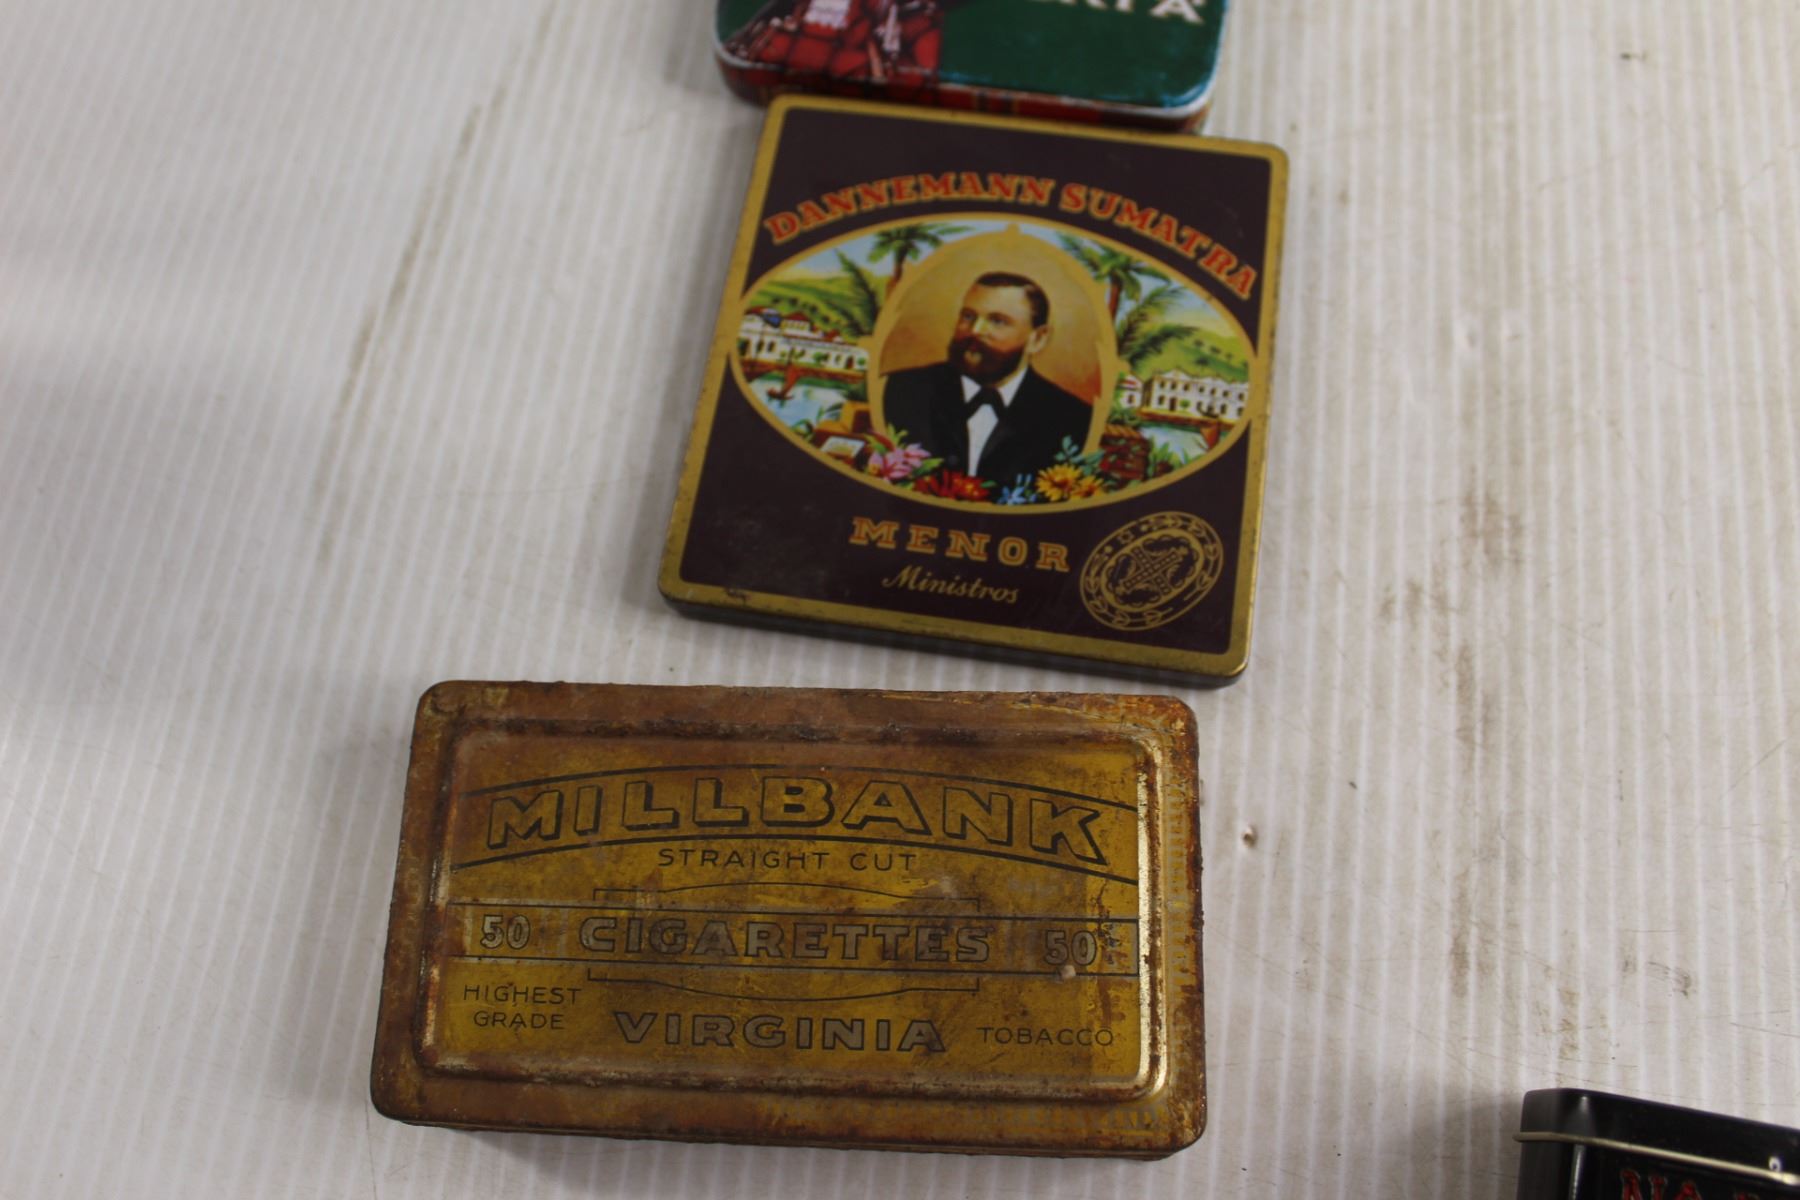 DANNEMANN SUMATRA
MENOR
Ministros
MILLBANK
STRAIGHT CUT
50 CIGARETTES 50
HIGHEST
GRADE
VIRGINIA TOBACCO